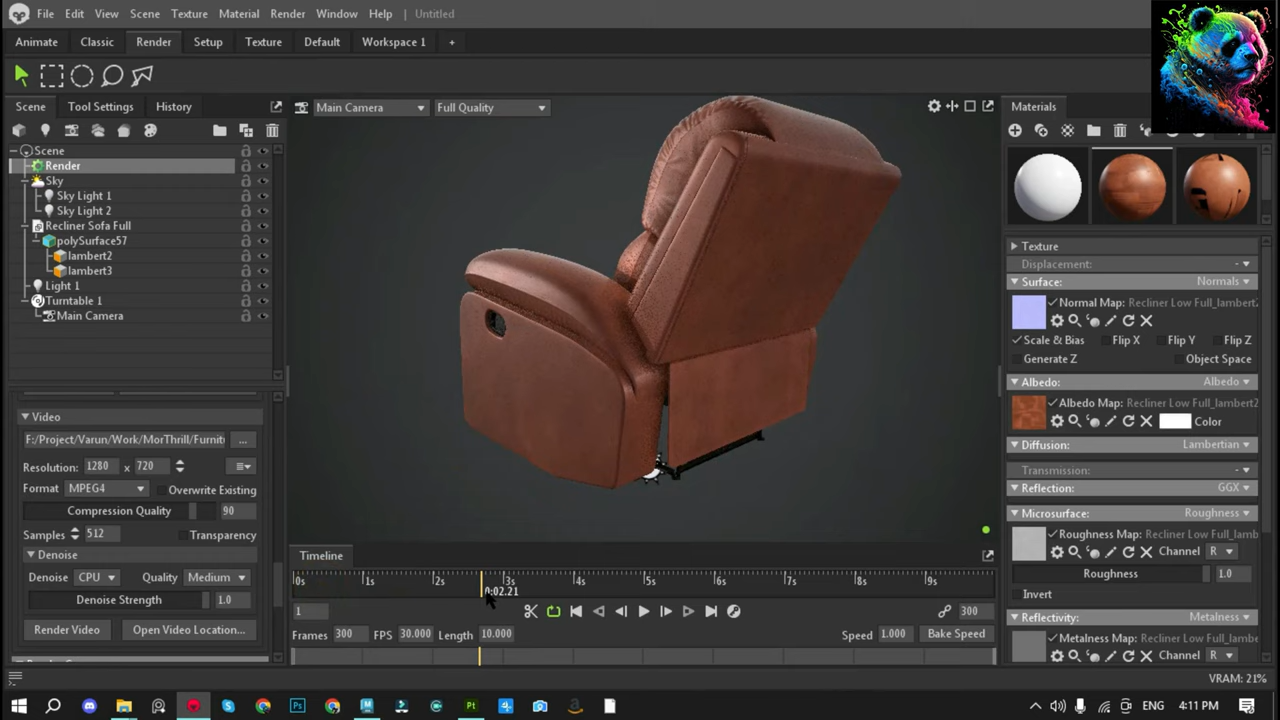 File Edit View Scene Texture Material Render Window Help Untitled
Animate Classic Render Setup Texture Default Workspace 1 +
Scene Tool Settings History
Main Camera Full Quality
Materials
Scene
Render
Sky
Sky Light 1
Sky Light 2
Recliner Sofa Full
polySurface57
lambert2
lambert3
Light 1
Turntable 1
Main Camera
Video
F:/Project/Varun/Work/MorThrill/Furnit ...
Resolution: 1280 x 720
Format MPEG4 Overwrite Existing
Compression Quality 90
Samples 512 Transparency
Denoise
Denoise CPU Quality Medium
Denoise Strength 1.0
Render Video Open Video Location...
Timeline
0s 1s 2s 3s 4s 5s 6s 7s 8s 9s
0:02.21
1 300
Frames 300 FPS 30.000 Length 10.000 Speed 1.000 Bake Speed
Texture
Displacement: -
Surface: Normals
Normal Map: Recliner Low Full_lambert2
Scale & Bias Flip X Flip Y Flip Z
Generate Z Object Space
Albedo: Albedo
Albedo Map: Recliner Low Full_lambert2
Color
Diffusion: Lambertian
Transmission: -
Reflection: GGX
Microsurface: Roughness
Roughness Map: Recliner Low Full_lamb
Channel R
Roughness 1.0
Invert
Reflectivity: Metalness
Metalness Map: Recliner Low Full_lamb
Channel R
VRAM: 21%
ENG 4:11 PM